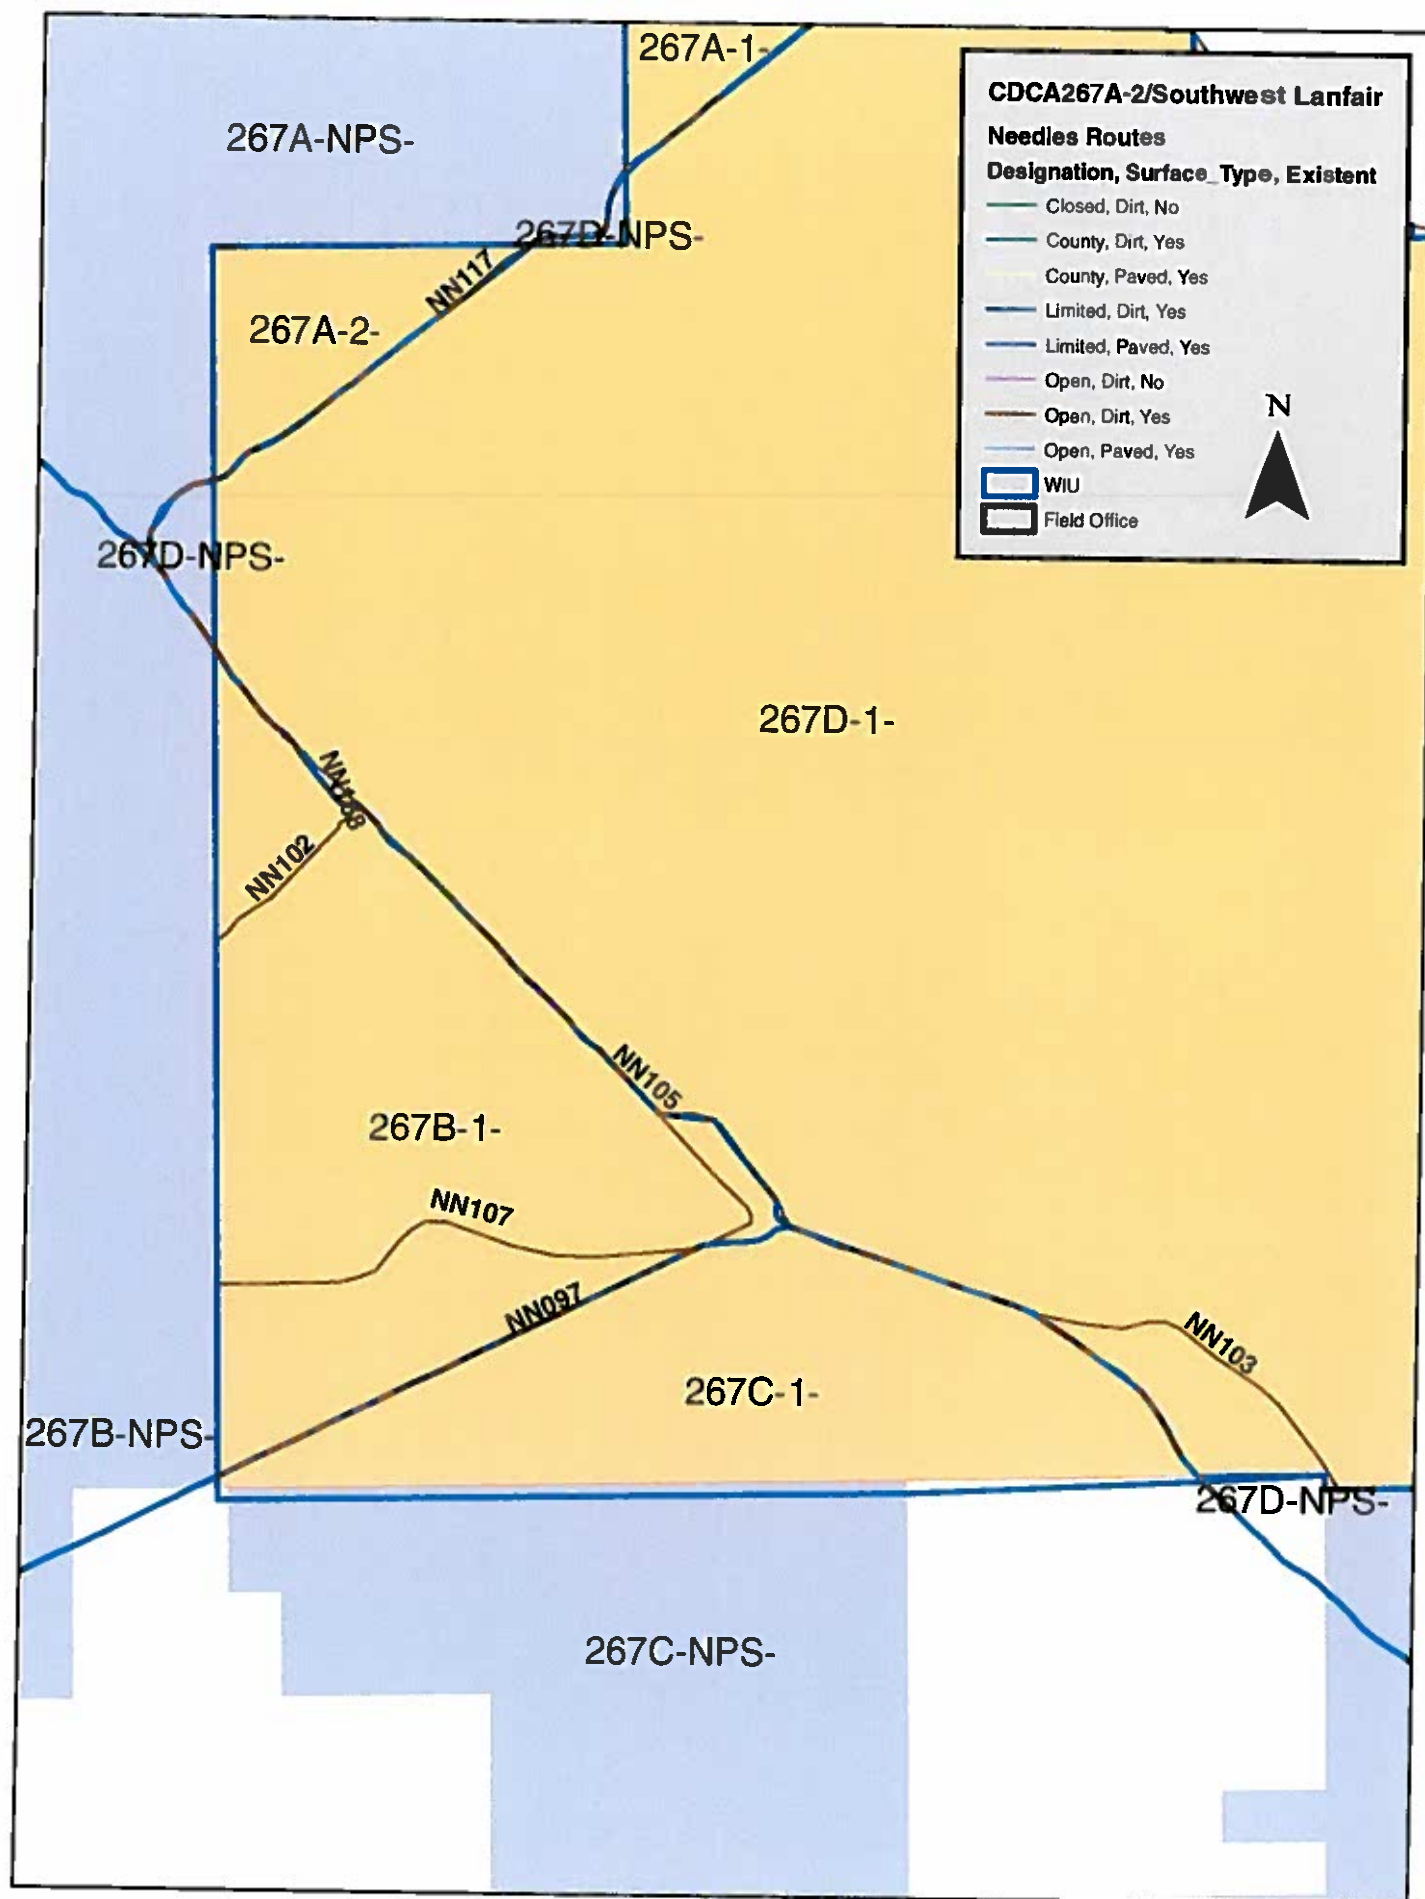 267A-1-
CDCA267A-2/Southwest Lanfair
Needles Routes
Designation, Surface_Type, Existent
Closed, Dirt, No
County, Dirt, Yes
County, Paved, Yes
Limited, Dirt, Yes
Limited, Paved, Yes
Open, Dirt, No
Open, Dirt, Yes
Open, Paved, Yes
WIU
Field Office
N
267A-NPS-
267D-NPS-
NN117
267A-2-
267D-NPS-
267D-1-
NN102
NN105
267B-1-
NN107
NN097
NN103
267C-1-
267B-NPS-
267D-NPS-
267C-NPS-